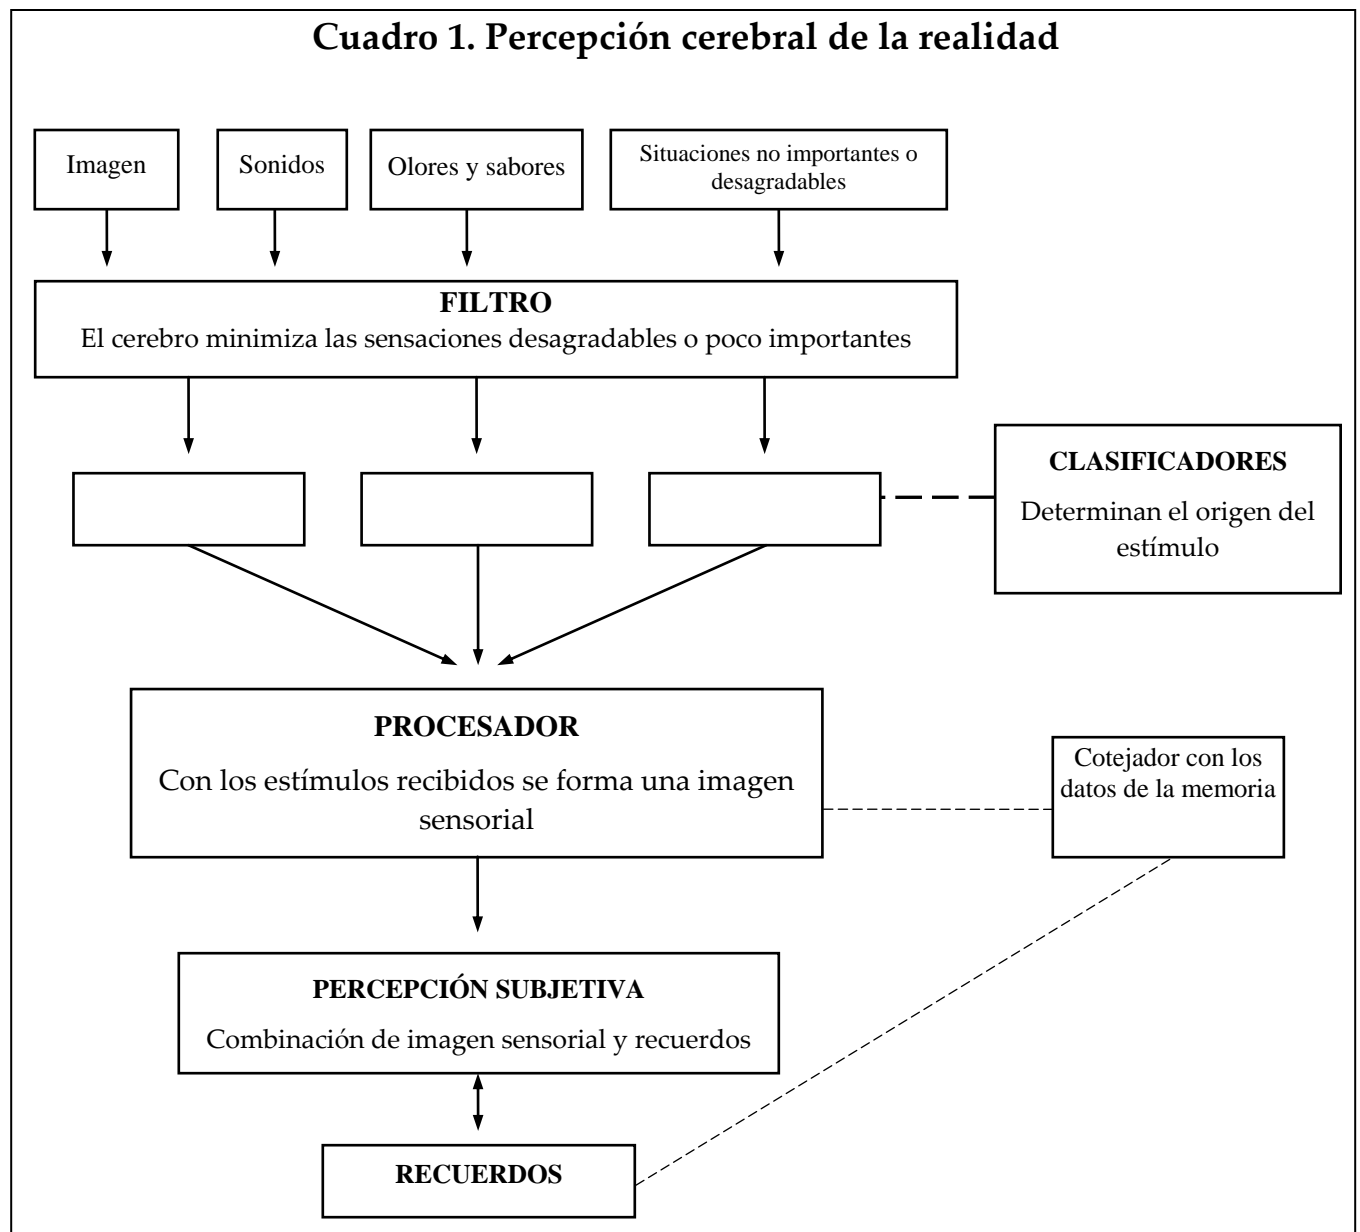 Cuadro 1. Percepción cerebral de la realidad
Imagen
Sonidos
Olores y sabores
Situaciones no importantes o
desagradables
FILTRO
El cerebro minimiza las sensaciones desagradables o poco importantes
CLASIFICADORES
Determinan el origen del
estímulo
PROCESADOR
Con los estímulos recibidos se forma una imagen
sensorial
Cotejador con los
datos de la memoria
PERCEPCIÓN SUBJETIVA
Combinación de imagen sensorial y recuerdos
RECUERDOS